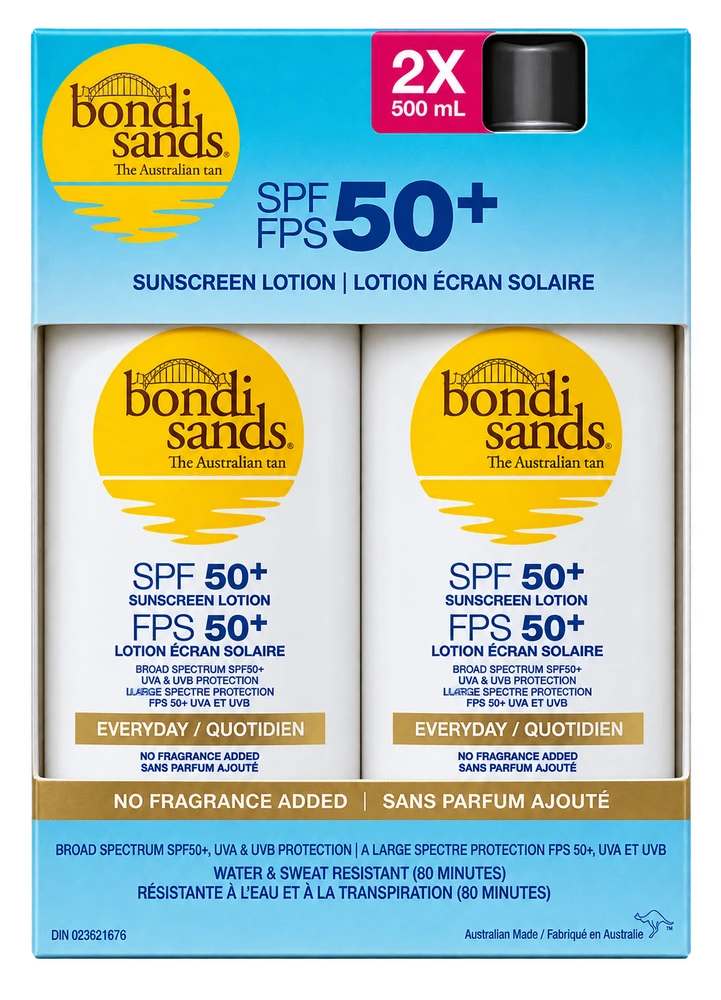 bondi
sands®
The Australian tan
2X
500 mL
SPF
FPS
50+
SUNSCREEN LOTION | LOTION ÉCRAN SOLAIRE
bondi
sands®
The Australian tan
SPF 50+
SUNSCREEN LOTION
FPS 50+
LOTION ÉCRAN SOLAIRE
BROAD SPECTRUM SPF50+
UVA & UVB PROTECTION
SPECTRE PROTECTION
FPS 50+ UVA ET UVB
EVERYDAY / QUOTIDIEN
NO FRAGRANCE ADDED
SANS PARFUM AJOUTÉ
bondi
sands®
The Australian tan
SPF 50+
SUNSCREEN LOTION
FPS 50+
LOTION ÉCRAN SOLAIRE
BROAD SPECTRUM SPF50+
UVA & UVB PROTECTION
SPECTRE PROTECTION
FPS 50+ UVA ET UVB
EVERYDAY / QUOTIDIEN
NO FRAGRANCE ADDED
SANS PARFUM AJOUTÉ
NO FRAGRANCE ADDED | SANS PARFUM AJOUTÉ
BROAD SPECTRUM SPF50+, UVA & UVB PROTECTION | A LARGE SPECTRE PROTECTION FPS 50+, UVA ET UVB
WATER & SWEAT RESISTANT (80 MINUTES)
RÉSISTANTE À L'EAU ET À LA TRANSPIRATION (80 MINUTES)
DIN 023621676
Australian Made / Fabriqué en Australie ™